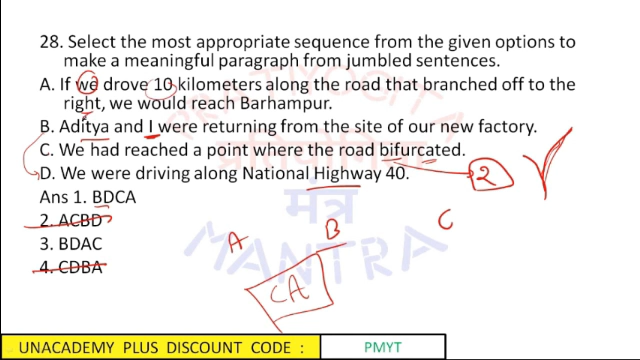 28. Select the most appropriate sequence from the given options to
make a meaningful paragraph from jumbled sentences.
A. If we drove 10 kilometers along the road that branched off to the
right, we would reach Barhampur.
B. Aditya and I were returning from the site of our new factory.
C. We had reached a point where the road bifurcated.
D. We were driving along National Highway 40.
2
Ans 1. BDCA
2. ACBD
3. BDAC
4. CDBA
A
B
C
CA
प्रतियोगिता
मंत्र
PRATIYOGITA
MANTRA
UNACADEMY PLUS DISCOUNT CODE :
PMYT